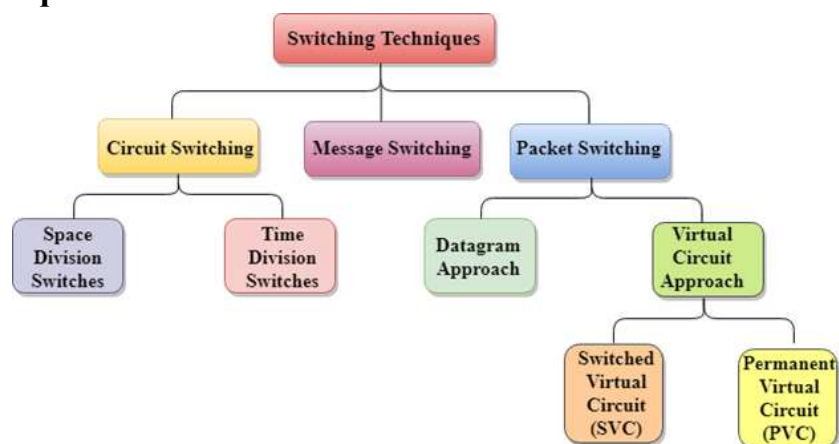 Switching Techniques
Circuit Switching
Message Switching
Packet Switching
Space
Division
Switches
Time
Division
Switches
Datagram
Approach
Virtual
Circuit
Approach
Switched
Virtual
Circuit
(SVC)
Permanent
Virtual
Circuit
(PVC)